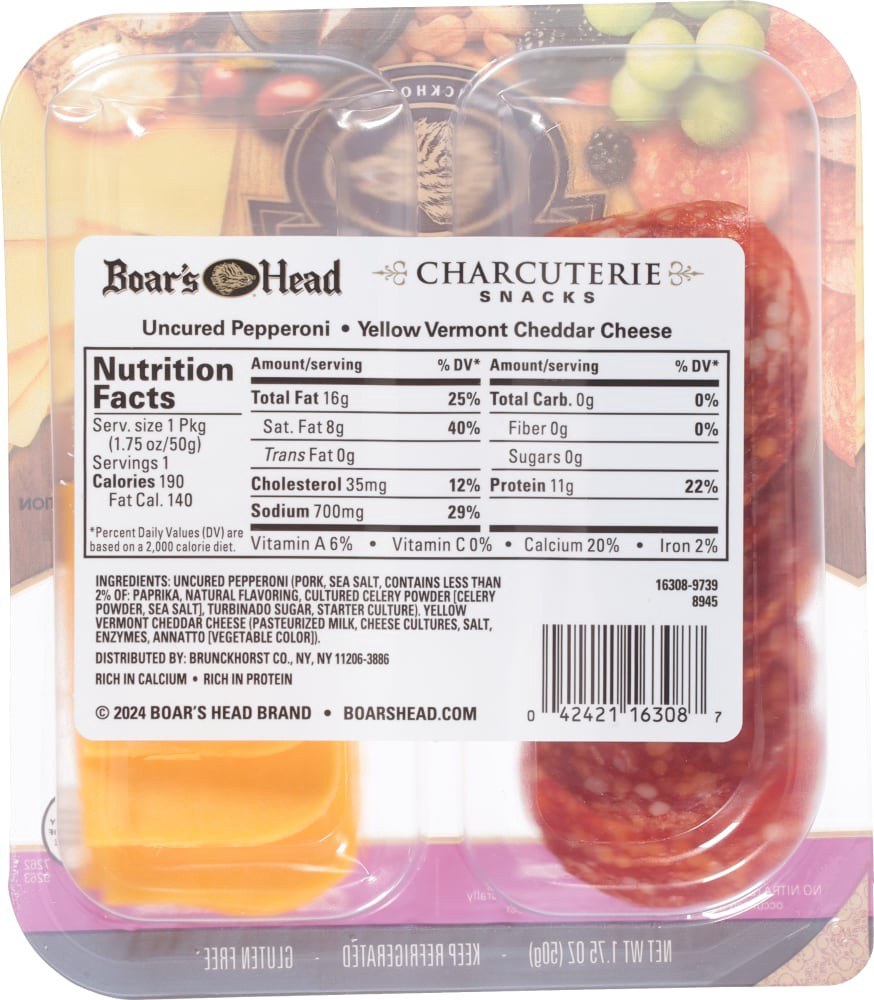 Boar's Head
CHARCUTERIE
SNACKS
Uncured Pepperoni • Yellow Vermont Cheddar Cheese
Nutrition
Facts
Serv. size 1 Pkg
(1.75 oz/50g)
Servings 1
Calories 190
Fat Cal. 140
*Percent Daily Values (DV) are
based on a 2,000 calorie diet.
Amount/serving % DV*
Total Fat 16g 25%
Sat. Fat 8g 40%
Trans Fat 0g
Cholesterol 35mg 12%
Sodium 700mg 29%
Amount/serving % DV*
Total Carb. 0g 0%
Fiber 0g 0%
Sugars 0g
Protein 11g 22%
Vitamin A 6% • Vitamin C 0% • Calcium 20% • Iron 2%
INGREDIENTS: UNCURED PEPPERONI (PORK, SEA SALT, CONTAINS LESS THAN
2% OF: PAPRIKA, NATURAL FLAVORING, CULTURED CELERY POWDER [CELERY
POWDER, SEA SALT], TURBINADO SUGAR, STARTER CULTURE). YELLOW
VERMONT CHEDDAR CHEESE (PASTEURIZED MILK, CHEESE CULTURES, SALT,
ENZYMES, ANNATTO [VEGETABLE COLOR]).
DISTRIBUTED BY: BRUNCKHORST CO., NY, NY 11206-3886
RICH IN CALCIUM • RICH IN PROTEIN
© 2024 BOAR'S HEAD BRAND • BOARSHEAD.COM
16308-9739
8945
0 42421 16308 7
NET WT 1.75 OZ (50g) - KEEP REFRIGERATED - GLUTEN FREE